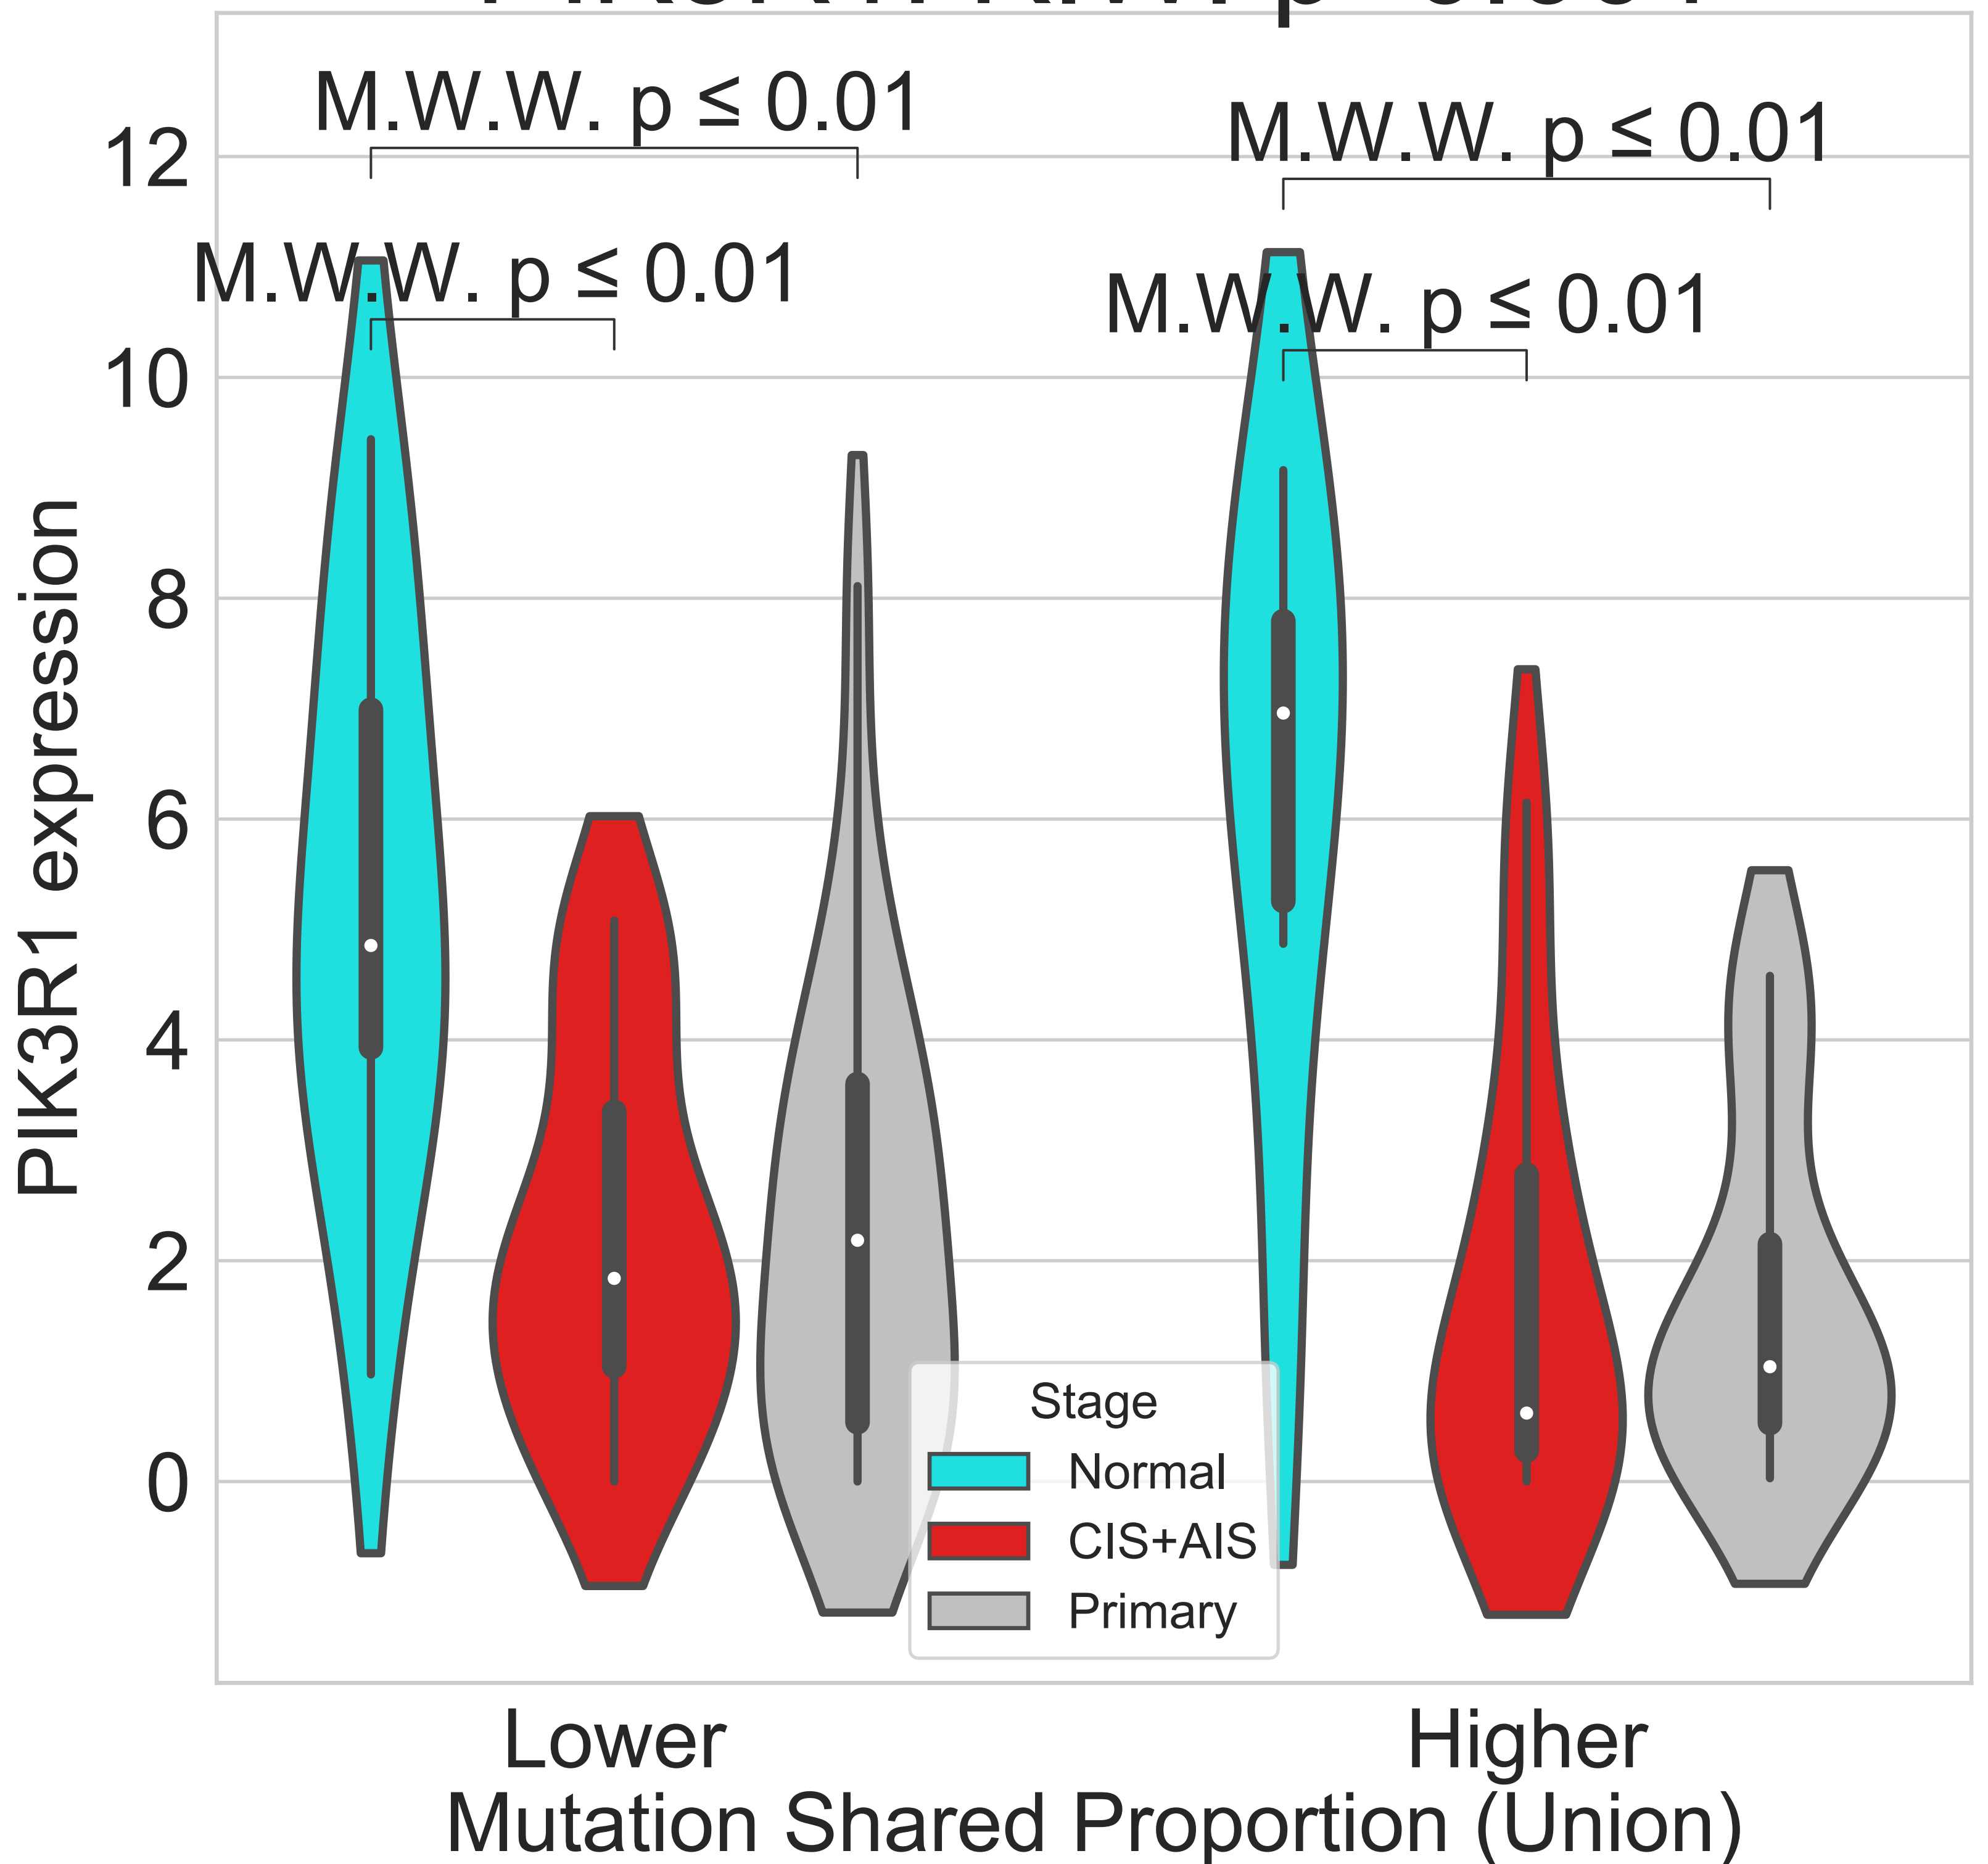 M.W.W. p ≤ 0.01
M.W.W. p ≤ 0.01
M.W.W. p ≤ 0.01
M.W.W. p ≤ 0.01
12
10
8
6
4
2
0
PIK3R1 expression
Stage
Normal
CIS+AIS
Primary
Lower
Higher
Mutation Shared Proportion (Union)